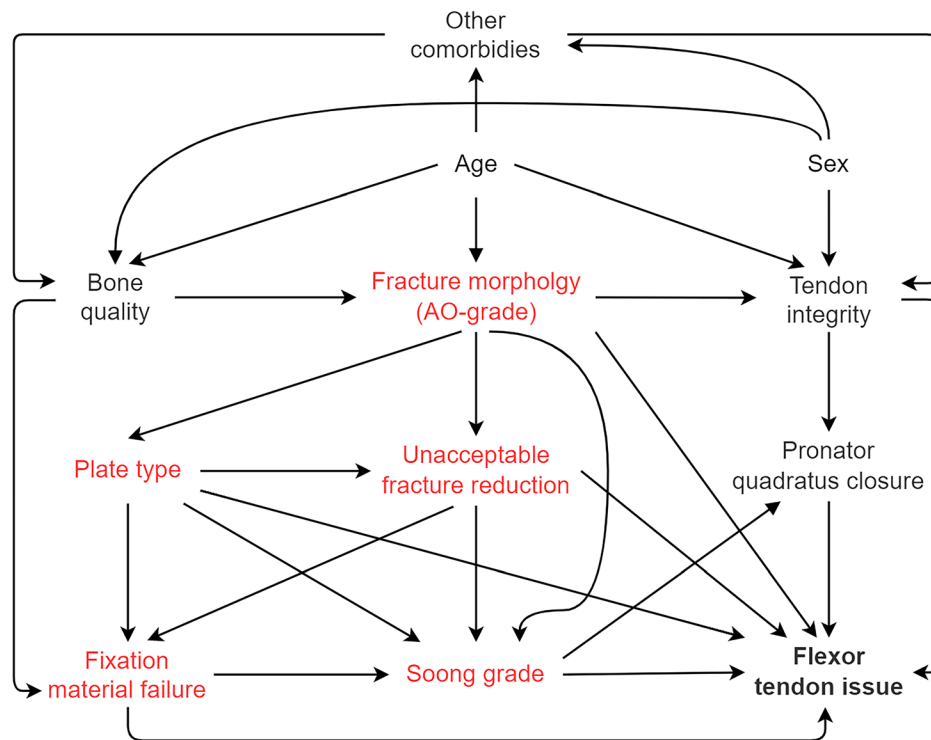 Other
comorbidies
Age
Sex
Bone
quality
Fracture morpholgy
(AO-grade)
Tendon
integrity
Plate type
Unacceptable
fracture reduction
Pronator
quadratus closure
Fixation
material failure
Soong grade
Flexor
tendon issue